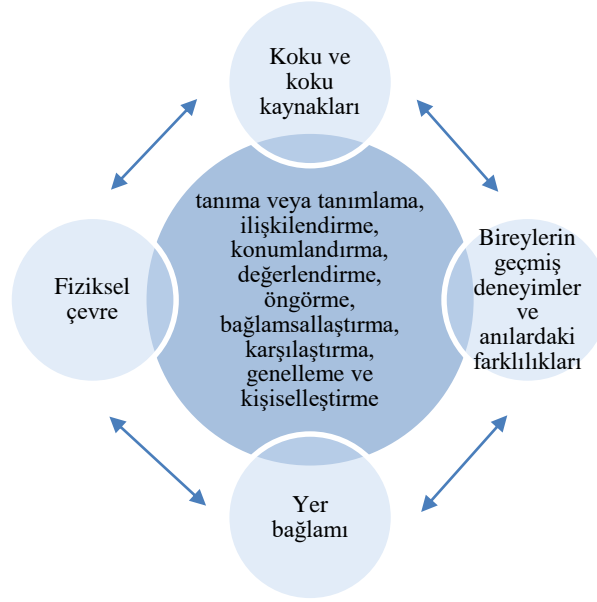 Koku ve
koku
kaynakları
tanıma veya tanımlama,
ilişkilendirme,
konumlandırma,
değerlendirme,
öngörme,
bağlamsallaştırma,
karşılaştırma,
genelleme ve
kişiselleştirme
Fiziksel
çevre
Bireylerin
geçmiş
deneyimler
ve
anılardaki
farklılıkları
Yer
bağlamı